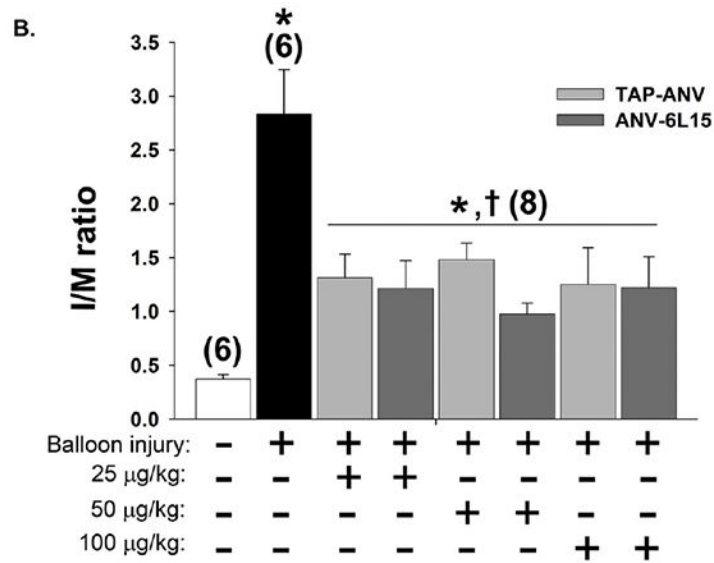 B.
*
(6)
3.5
3.0
2.5
2.0
1.5
1.0
0.5
0.0
I/M ratio
TAP-ANV
ANV-6L15
*,† (8)
(6)
Balloon injury: - + + + + + + +
25 µg/kg: - - + + - - - -
50 µg/kg: - - - - + + - -
100 µg/kg: - - - - - - + +